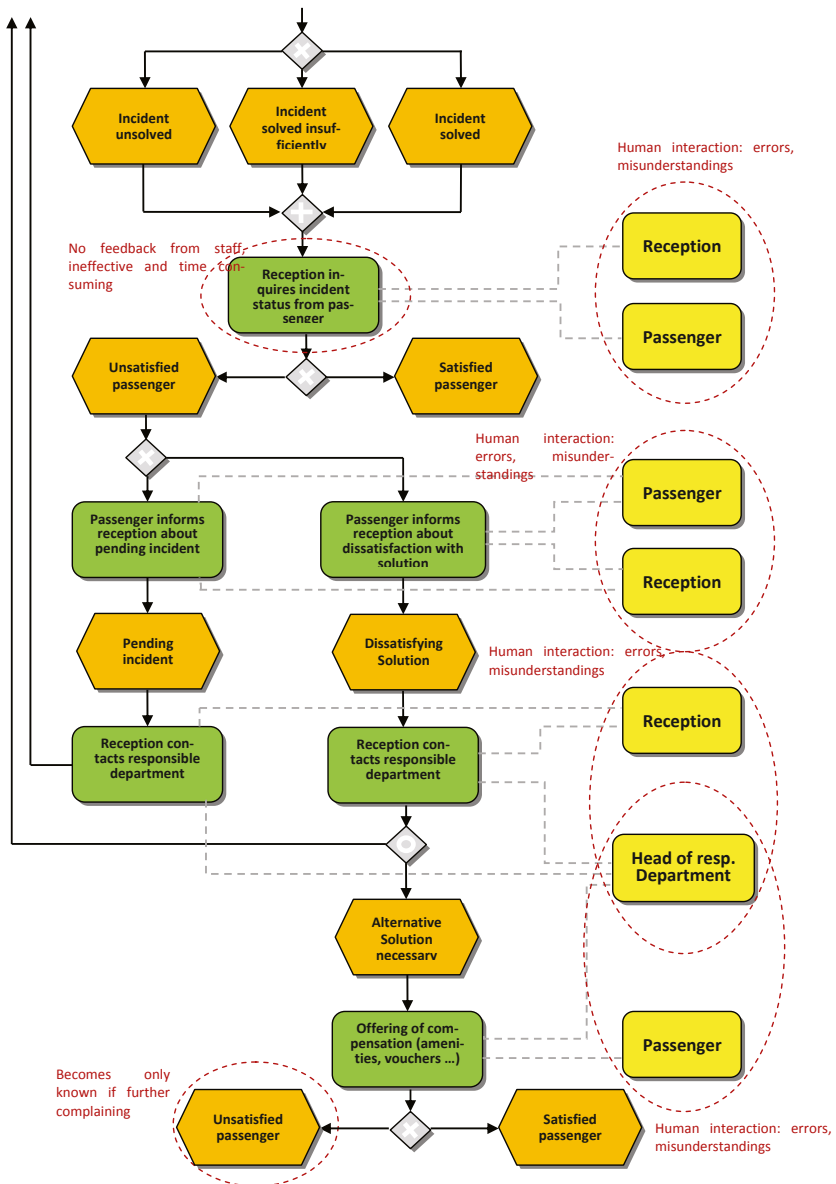 Incident
unsolved
Incident
solved insuf-
ficiently
Incident
solved
Human interaction: errors,
misunderstandings
Reception
Passenger
No feedback from staff,
ineffective and time con-
suming
Reception in-
quires incident
status from pas-
senger
Unsatisfied
passenger
Satisfied
passenger
Human interaction:
errors, misunder-
standings
Passenger
Reception
Passenger informs
reception about
pending incident
Passenger informs
reception about
dissatisfaction with
solution
Pending
incident
Dissatisfying
Solution
Human interaction: errors,
misunderstandings
Reception
Reception con-
tacts responsible
department
Reception con-
tacts responsible
department
Head of resp.
Department
Alternative
Solution
necessary
Offering of com-
pensation (ameni-
ties, vouchers ...)
Passenger
Becomes only
known if further
complaining
Unsatisfied
passenger
Satisfied
passenger
Human interaction: errors,
misunderstandings